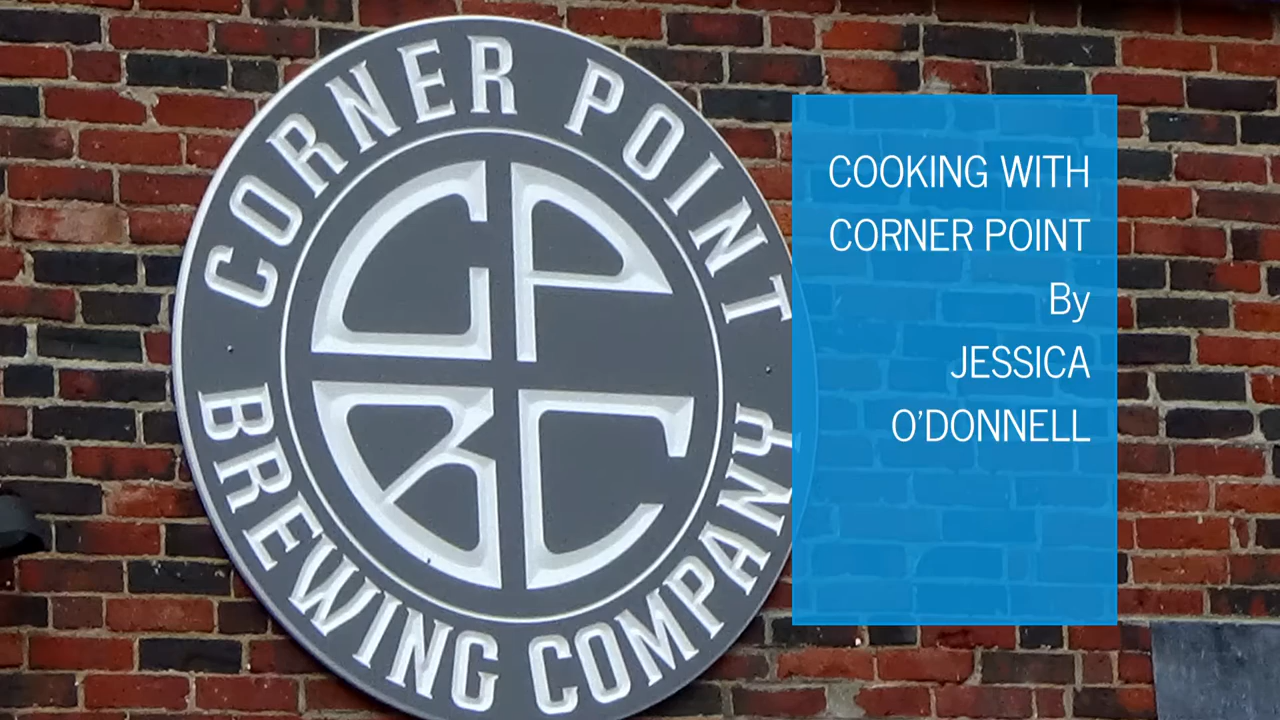 CORNER POINT
CP
BC
BREWING COMPANY
COOKING WITH
CORNER POINT
By
JESSICA
O’DONNELL